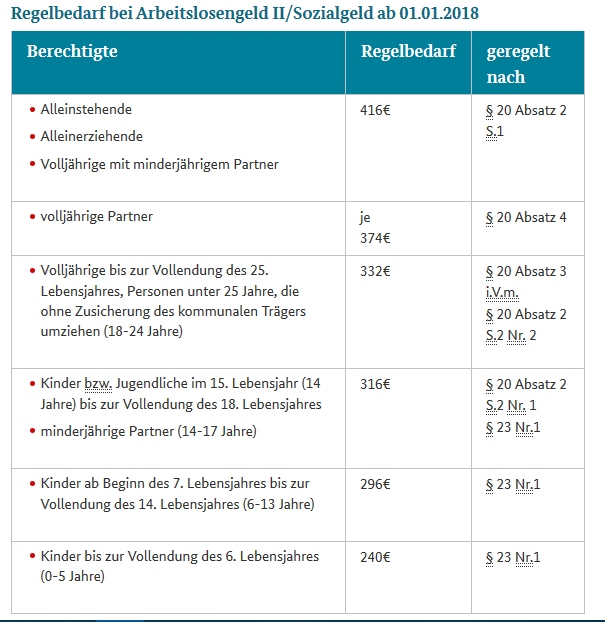 Regelbedarf bei Arbeitslosengeld II/Sozialgeld ab 01.01.2018
Berechtigte
Regelbedarf
geregelt
nach
Alleinstehende
Alleinerziehende
Volljährige mit minderjährigem Partner
416€
§ 20 Absatz 2
S.1
volljährige Partner
je
374€
§ 20 Absatz 4
Volljährige bis zur Vollendung des 25.
Lebensjahres, Personen unter 25 Jahre, die
ohne Zusicherung des kommunalen Trägers
umziehen (18-24 Jahre)
332€
§ 20 Absatz 3
i.V.m.
§ 20 Absatz 2
S.2 Nr. 2
Kinder bzw. Jugendliche im 15. Lebensjahr (14
Jahre) bis zur Vollendung des 18. Lebensjahres
minderjährige Partner (14-17 Jahre)
316€
§ 20 Absatz 2
S.2 Nr. 1
§ 23 Nr.1
Kinder ab Beginn des 7. Lebensjahres bis zur
Vollendung des 14. Lebensjahres (6-13 Jahre)
296€
§ 23 Nr.1
Kinder bis zur Vollendung des 6. Lebensjahres
(0-5 Jahre)
240€
§ 23 Nr.1